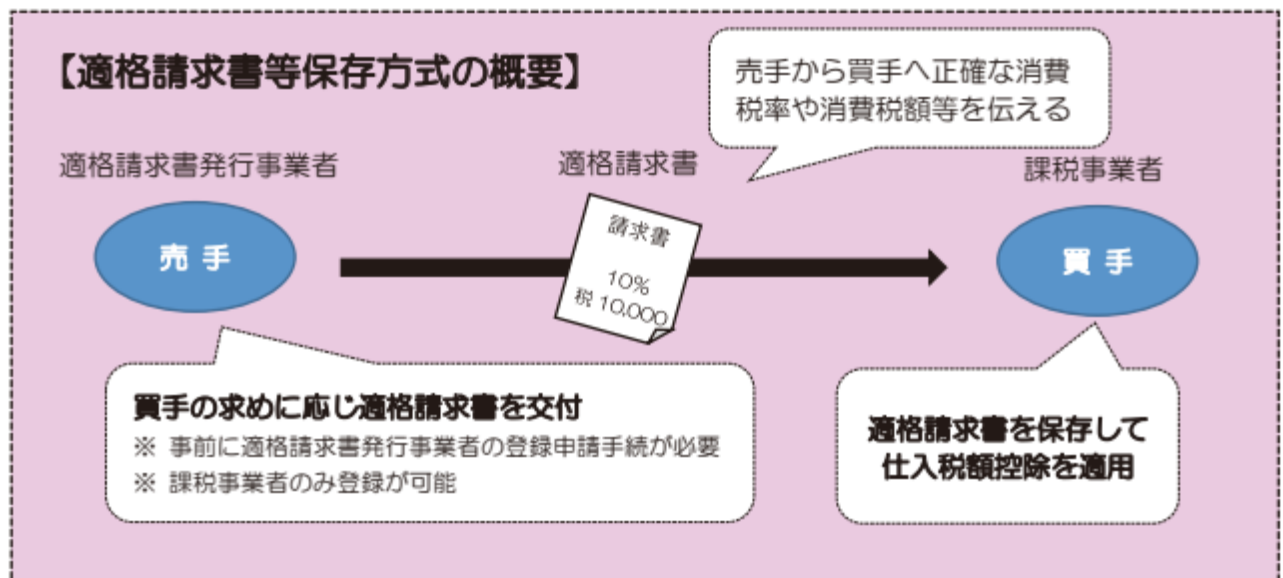 【適格請求書等保存方式の概要】
売手から買手へ正確な消費
税率や消費税額等を伝える
適格請求書発行事業者
適格請求書
課税事業者
売 手
請求書
10%
税 10,000
買 手
買手の求めに応じ適格請求書を交付
※ 事前に適格請求書発行事業者の登録申請手続が必要
※ 課税事業者のみ登録が可能
適格請求書を保存して
仕入税額控除を適用